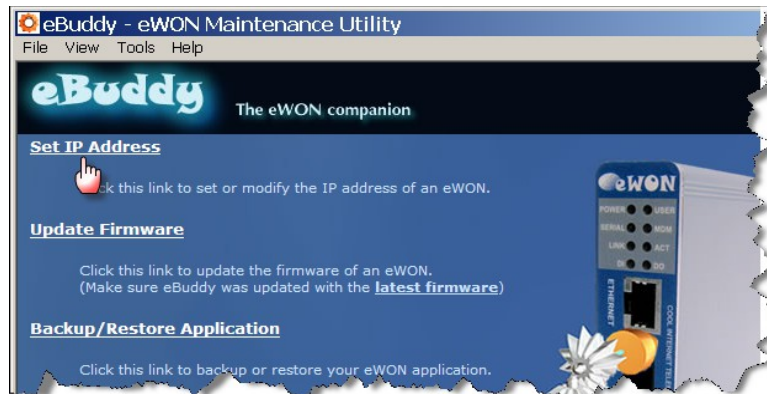 eBuddy - eWON Maintenance Utility
File View Tools Help
eBuddy The eWON companion
Set IP Address
this link to set or modify the IP address of an eWON.
Update Firmware
Click this link to update the firmware of an eWON.
(Make sure eBuddy was updated with the latest firmware)
Backup/Restore Application
Click this link to backup or restore your eWON application.
eWON
POWER USER
SERIAL MDM
LINK ACT
DI DO
ETHERNET
COOL INTERNET